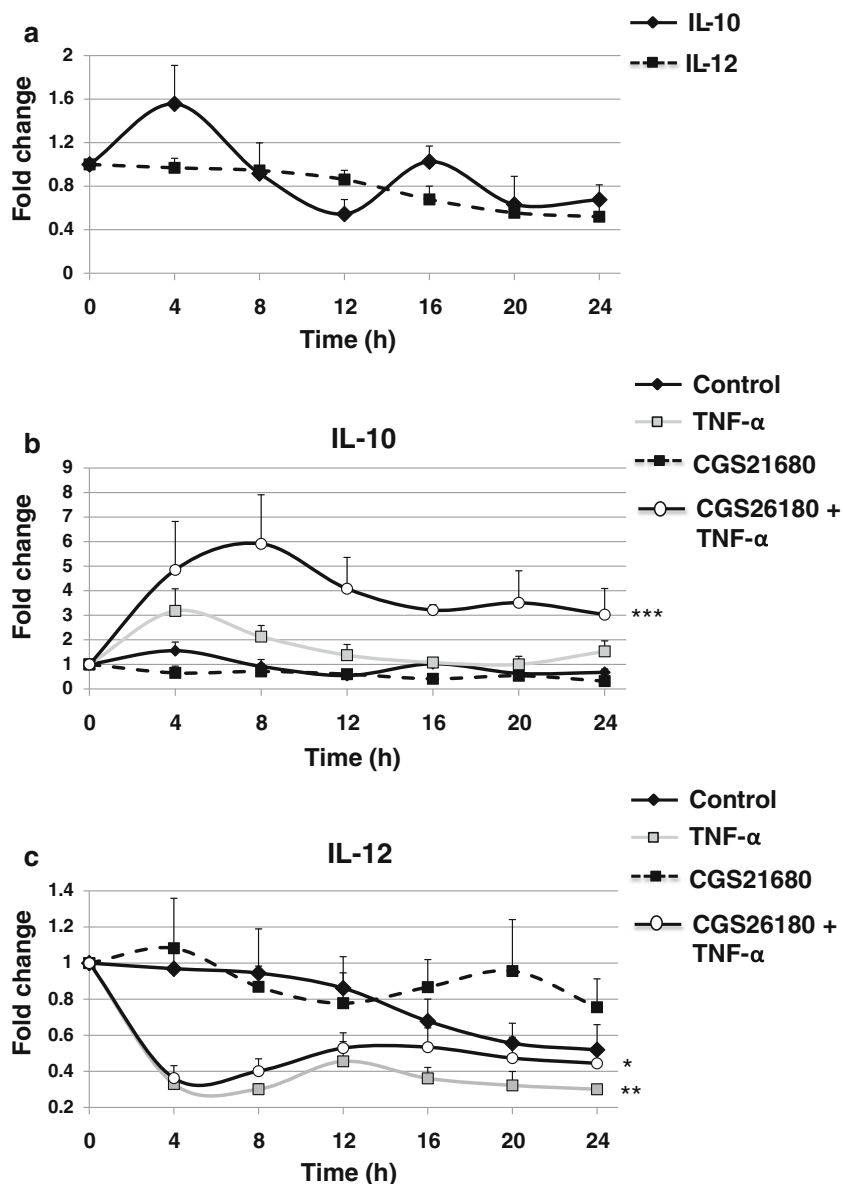 a
IL-10
IL-12
2
1.6
1.2
0.8
0.4
0
Fold change
0 4 8 12 16 20 24
Time (h)
b
IL-10
Control
TNF-α
CGS21680
CGS26180 +
TNF-α
9
8
7
6
5
4
3
2
1
0
Fold change
***
0 4 8 12 16 20 24
Time (h)
c
IL-12
Control
TNF-α
CGS21680
CGS26180 +
TNF-α
1.4
1.2
1
0.8
0.6
0.4
0.2
Fold change
*
**
0 4 8 12 16 20 24
Time (h)